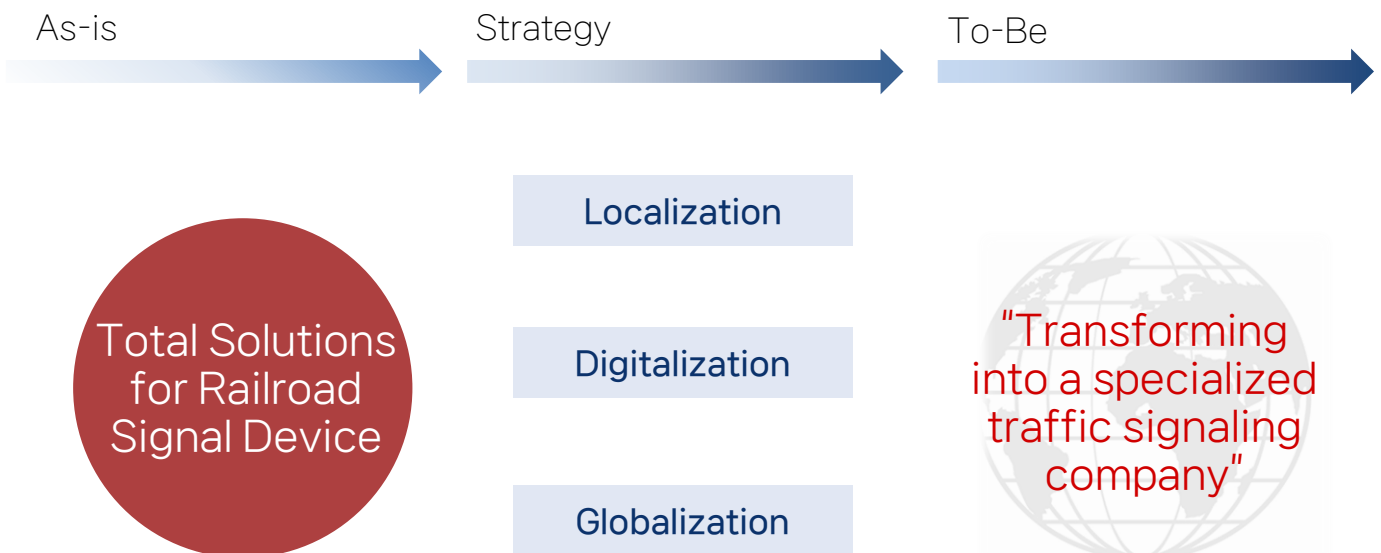 As-is
Strategy
To-Be
Total Solutions
for Railroad
Signal Device
Localization
Digitalization
Globalization
"Transforming
into a specialized
traffic signaling
company"